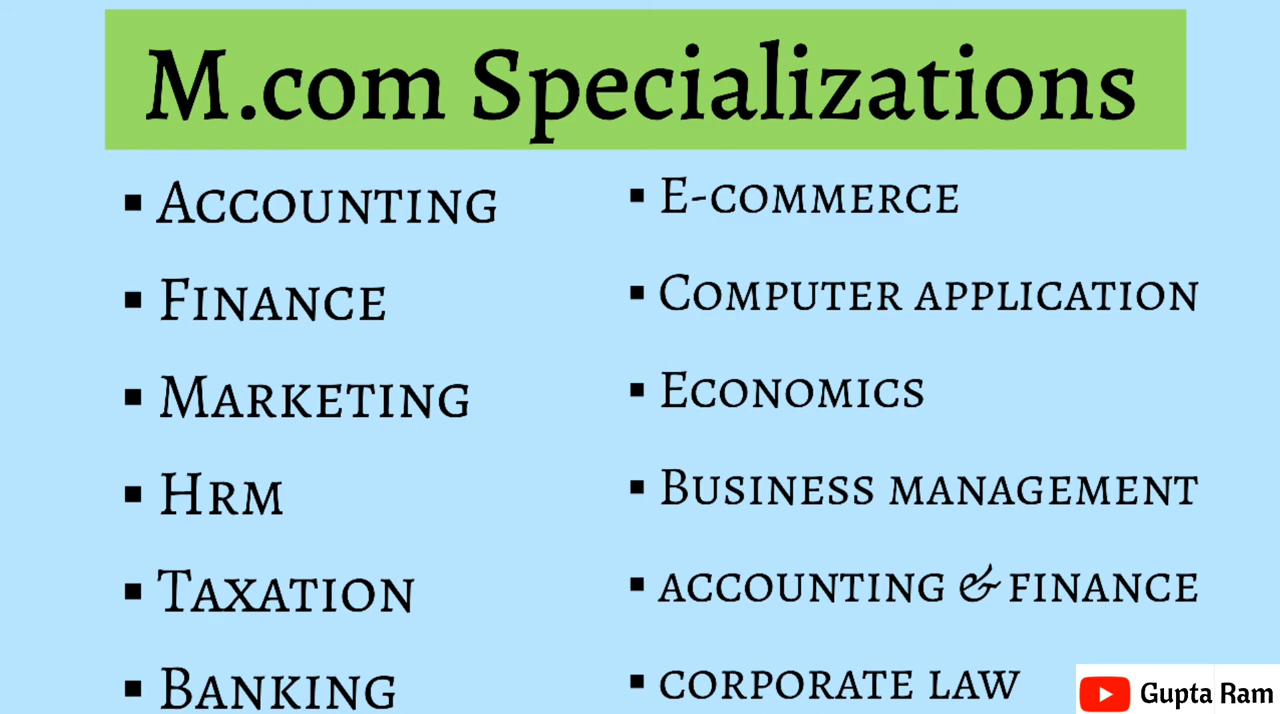 M.com Specializations
▪ Accounting
▪ Finance
▪ Marketing
▪ Hrm
▪ Taxation
▪ Banking
▪ E-commerce
▪ Computer application
▪ Economics
▪ Business management
▪ accounting & finance
▪ corporate law
Gupta Ram